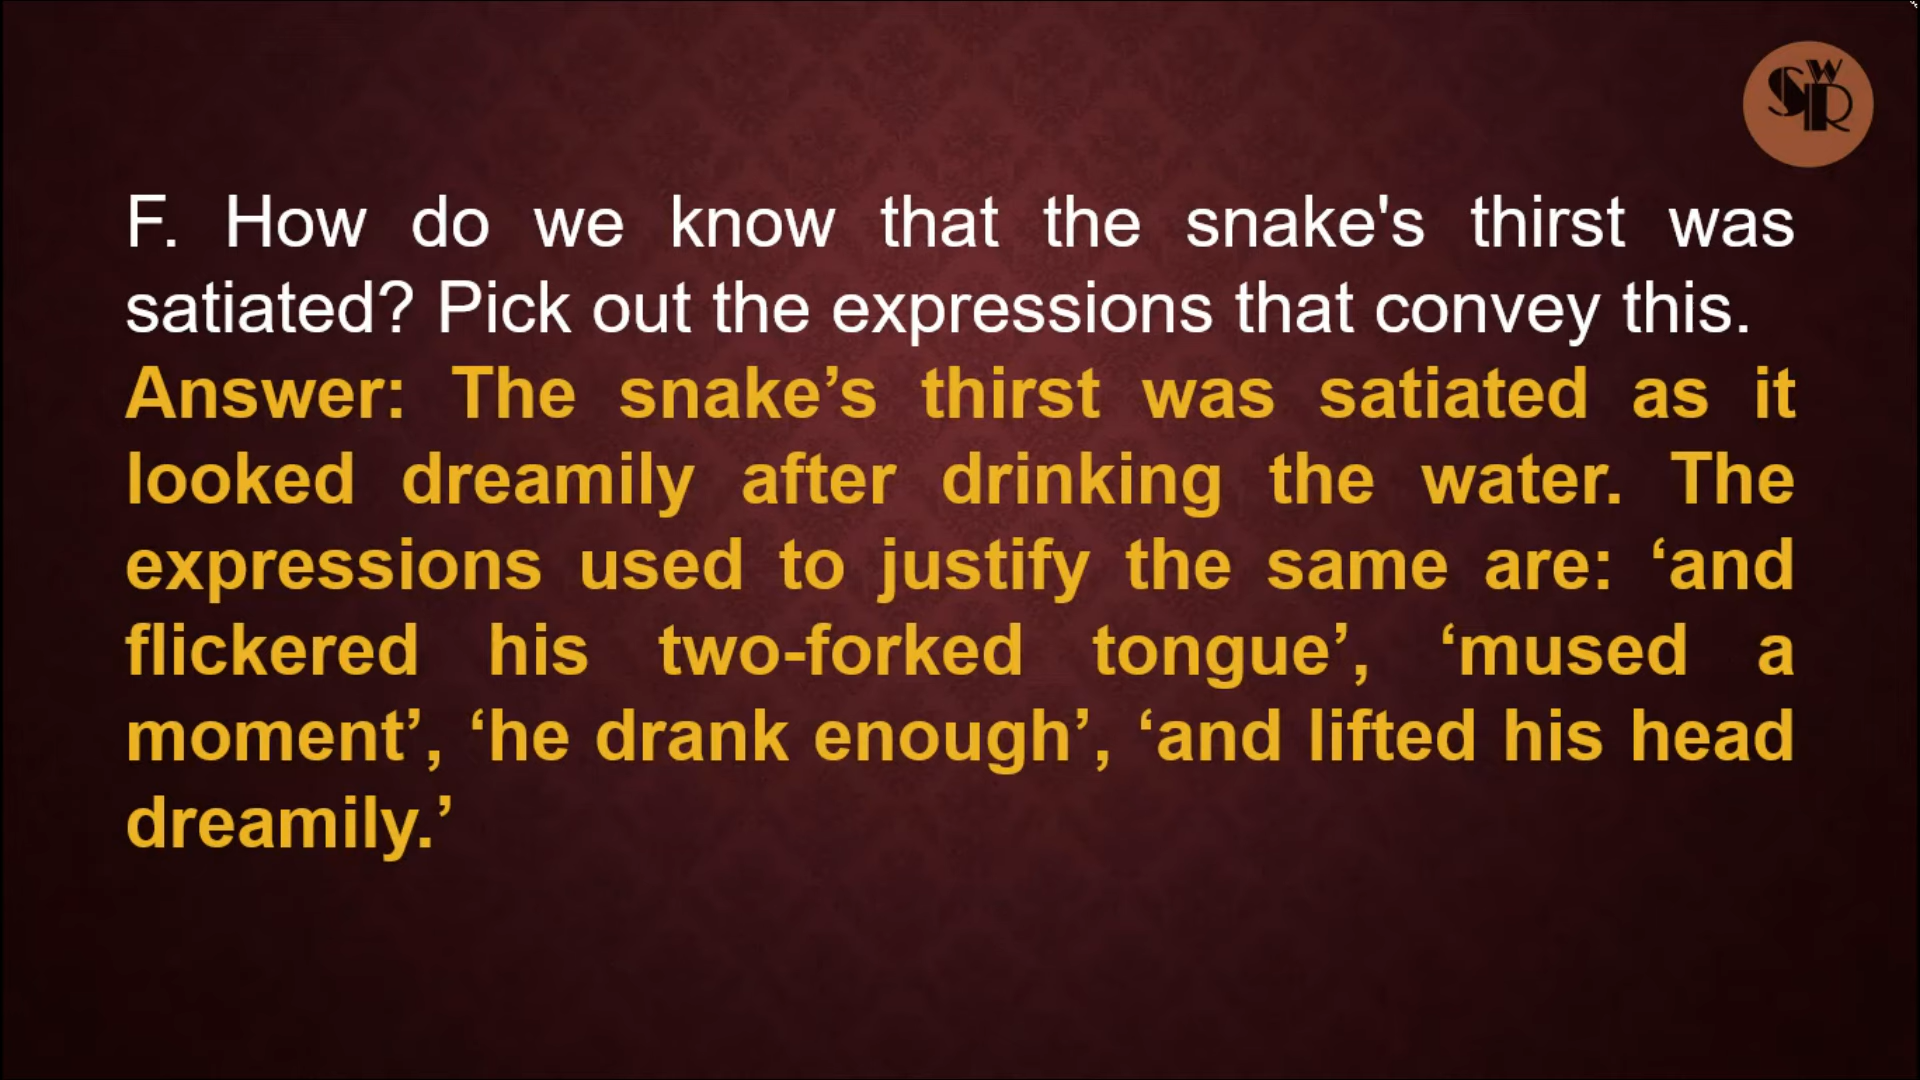 SWR
F. How do we know that the snake's thirst was
satiated? Pick out the expressions that convey this.
Answer: The snake’s thirst was satiated as it
looked dreamily after drinking the water. The
expressions used to justify the same are: ‘and
flickered his two-forked tongue’, ‘mused a
moment’, ‘he drank enough’, ‘and lifted his head
dreamily.’